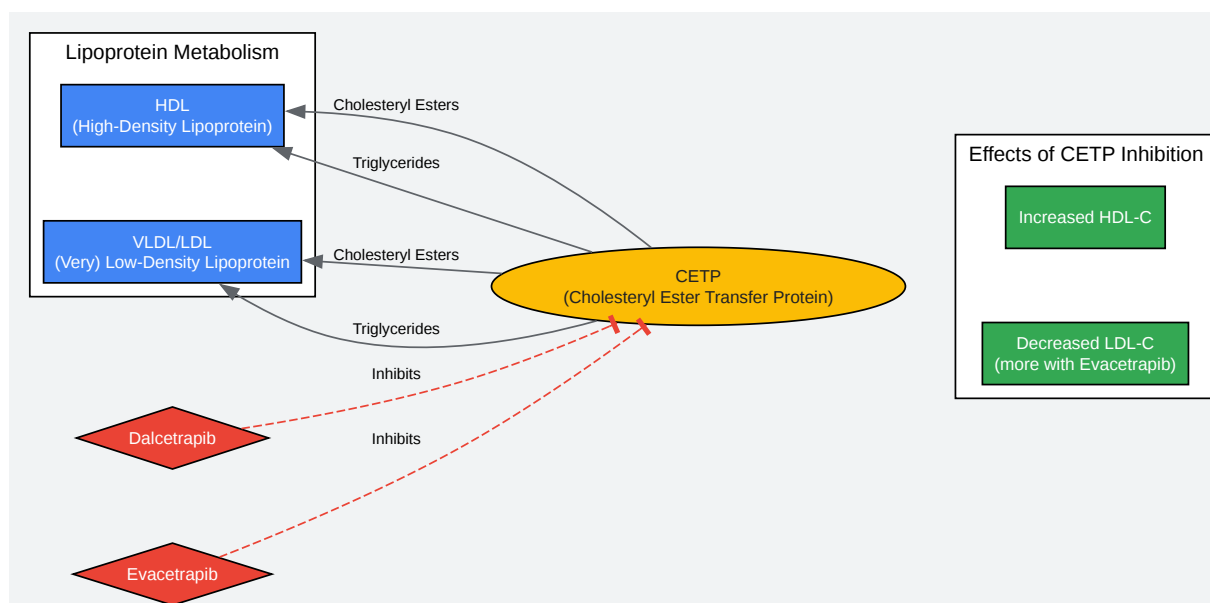 Lipoprotein Metabolism
HDL
(High-Density Lipoprotein)
VLDL/LDL
(Very) Low-Density Lipoprotein
Cholesteryl Esters
Triglycerides
Cholesteryl Esters
Triglycerides
CETP
(Cholesteryl Ester Transfer Protein)
Inhibits
Inhibits
Dalcetrapib
Evacetrapib
Effects of CETP Inhibition
Increased HDL-C
Decreased LDL-C
(more with Evacetrapib)